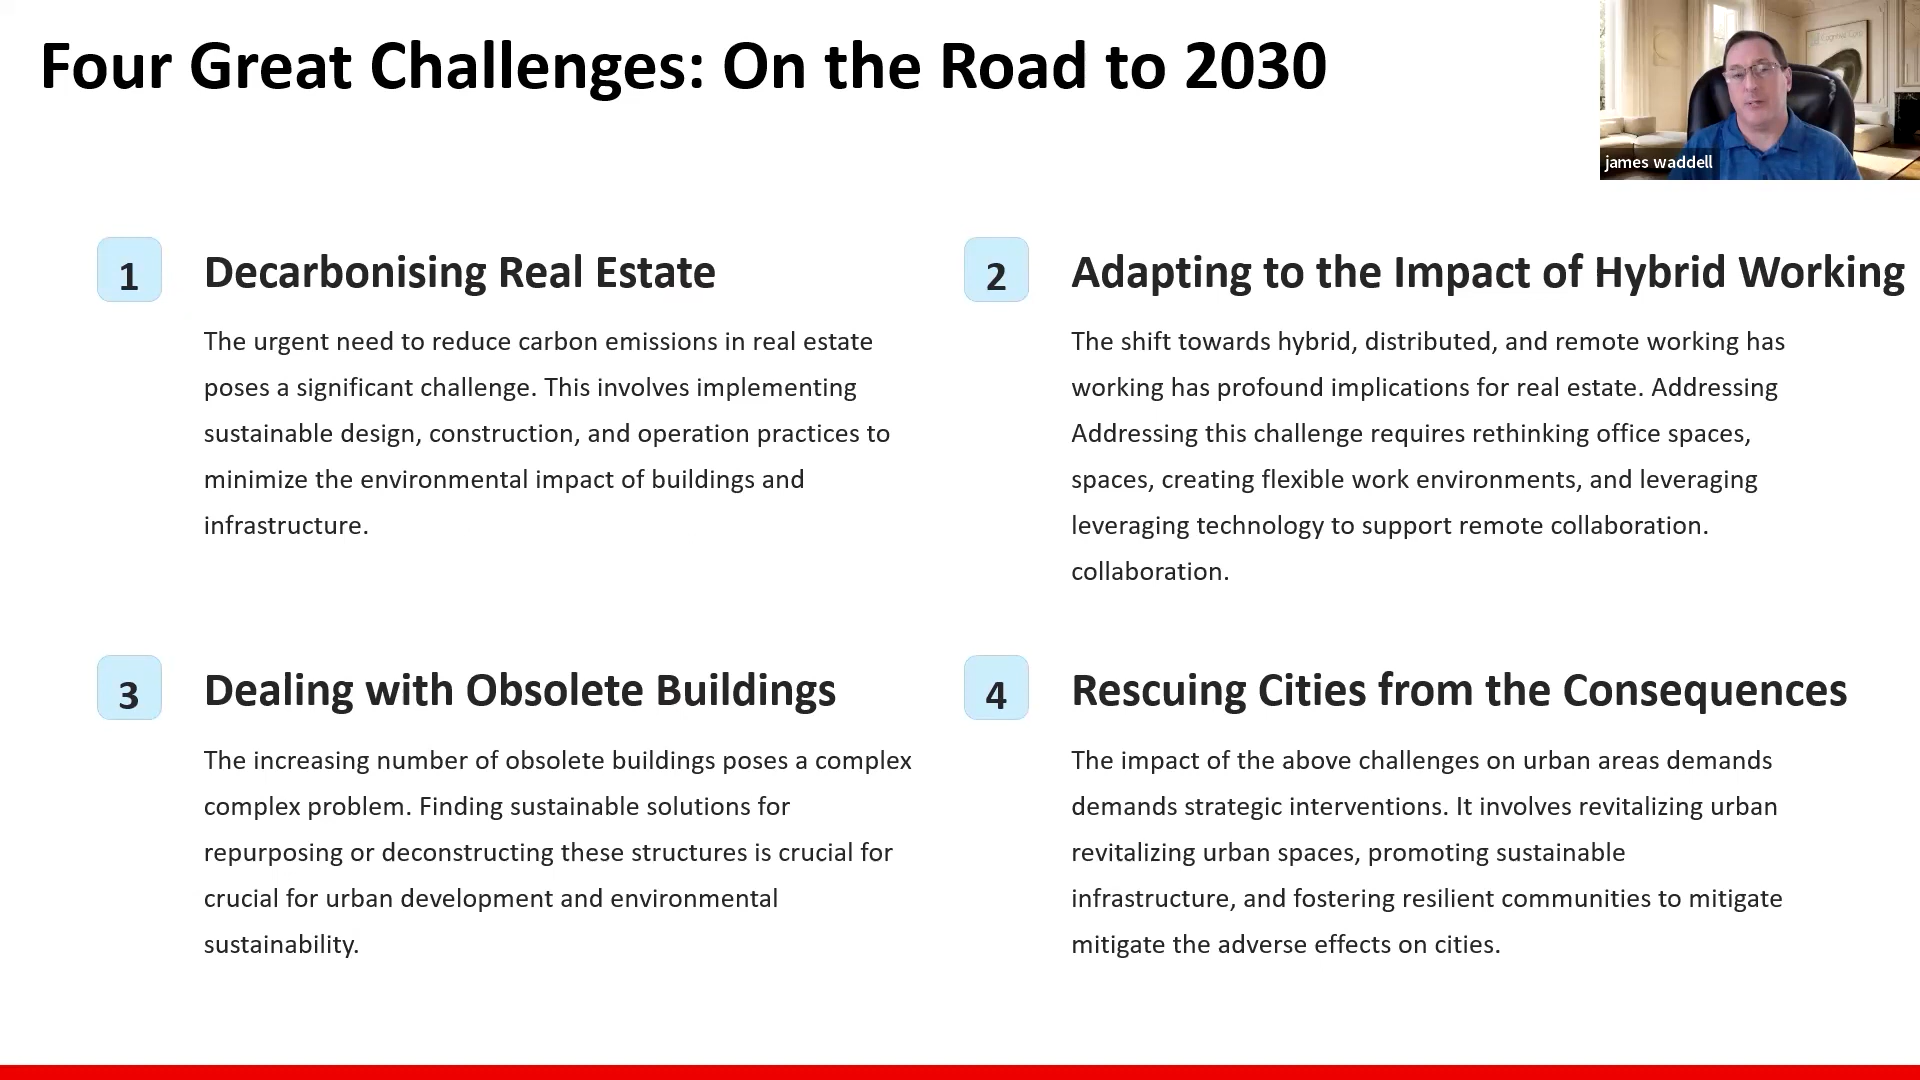 Four Great Challenges: On the Road to 2030
james waddell
1
Decarbonising Real Estate
The urgent need to reduce carbon emissions in real estate
poses a significant challenge. This involves implementing
sustainable design, construction, and operation practices to
minimize the environmental impact of buildings and
infrastructure.
2
Adapting to the Impact of Hybrid Working
The shift towards hybrid, distributed, and remote working has
working has profound implications for real estate. Addressing
Addressing this challenge requires rethinking office spaces,
spaces, creating flexible work environments, and leveraging
leveraging technology to support remote collaboration.
collaboration.
3
Dealing with Obsolete Buildings
The increasing number of obsolete buildings poses a complex
complex problem. Finding sustainable solutions for
repurposing or deconstructing these structures is crucial for
crucial for urban development and environmental
sustainability.
4
Rescuing Cities from the Consequences
The impact of the above challenges on urban areas demands
demands strategic interventions. It involves revitalizing urban
revitalizing urban spaces, promoting sustainable
infrastructure, and fostering resilient communities to mitigate
mitigate the adverse effects on cities.